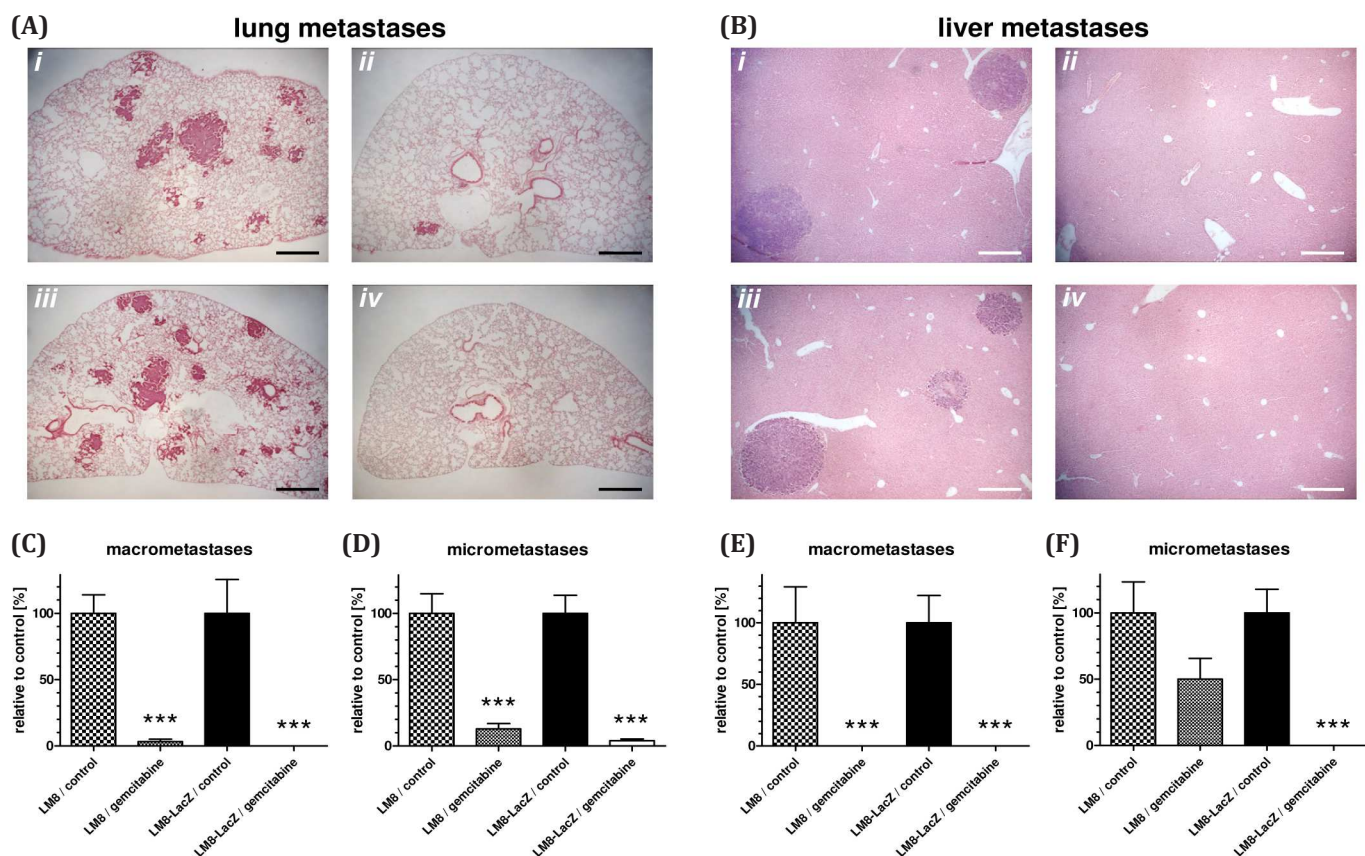 (A) lung metastases
i ii
iii iv
(B) liver metastases
i ii
iii iv
(C) macrometastases
relative to control [%]
100
50
0
LM8 / control
LM8 / gemcitabine
LM8-LacZ / control
LM8-LacZ / gemcitabine
***
***
(D) micrometastases
relative to control [%]
100
50
0
LM8 / control
LM8 / gemcitabine
LM8-LacZ / control
LM8-LacZ / gemcitabine
***
***
(E) macrometastases
relative to control [%]
100
50
0
LM8 / control
LM8 / gemcitabine
LM8-LacZ / control
LM8-LacZ / gemcitabine
***
***
(F) micrometastases
relative to control [%]
100
50
0
LM8 / control
LM8 / gemcitabine
LM8-LacZ / control
LM8-LacZ / gemcitabine
***